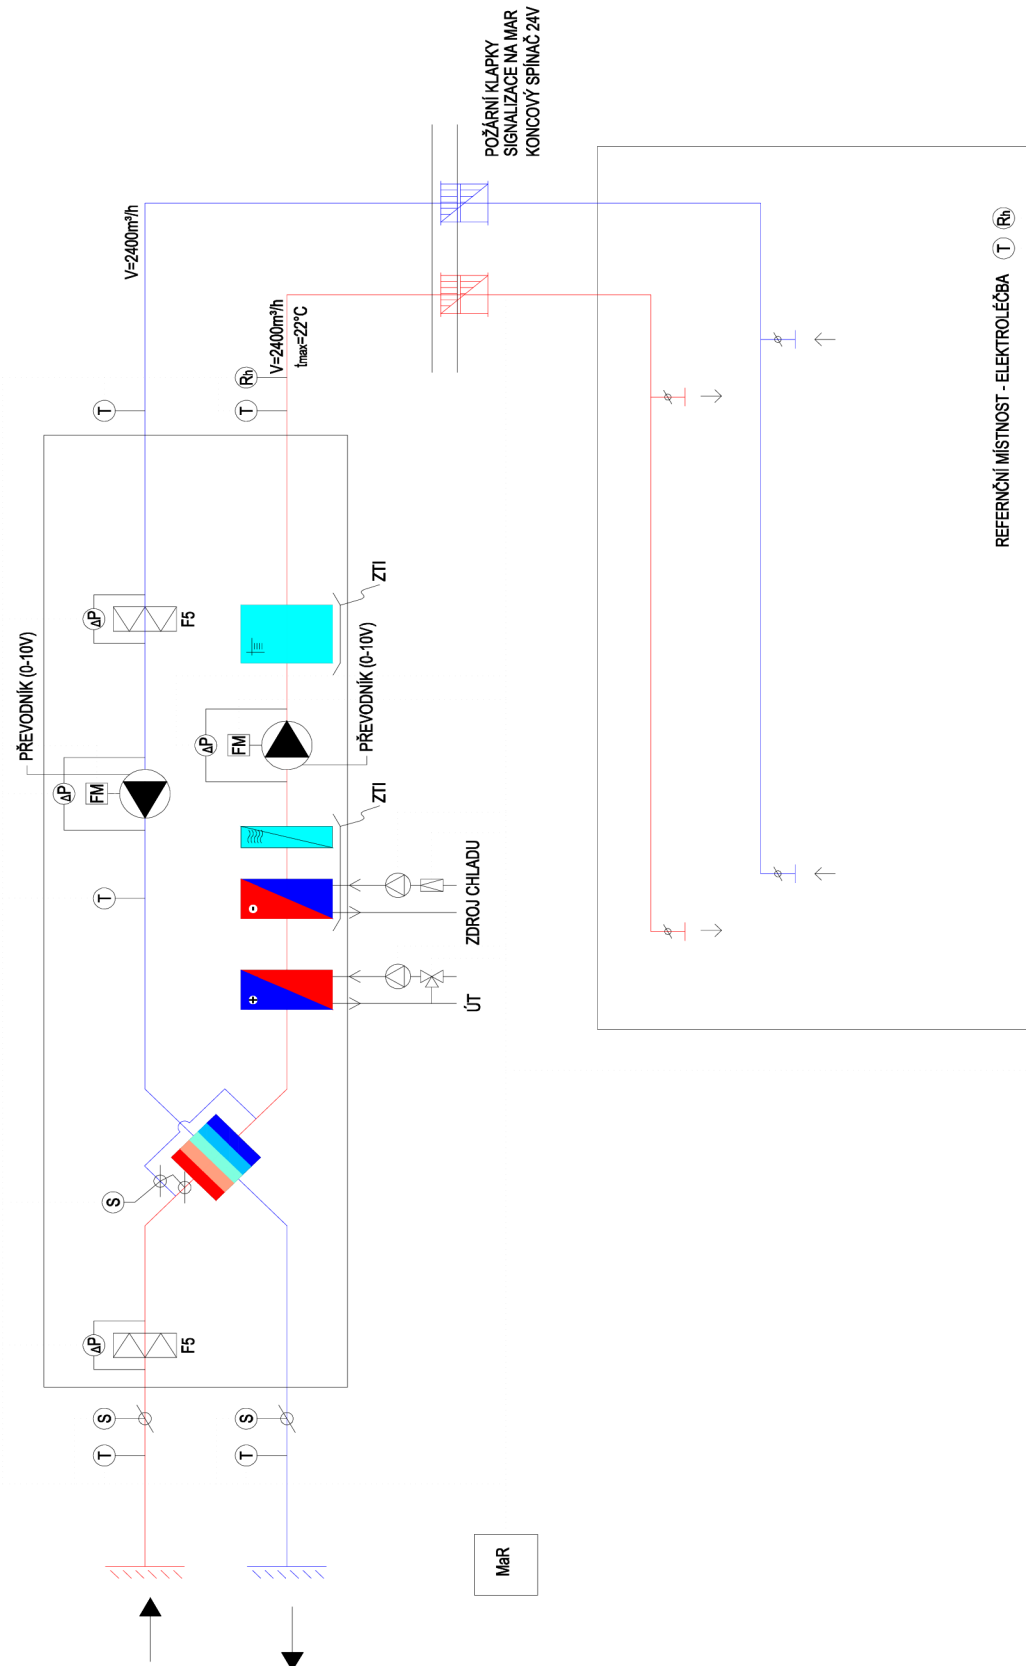 POŽÁRNÍ KLAPKY
SIGNALIZACE NA MAR
KONCOVÝ SPÍNAČ 24V
V=2400m³/h
V=2400m³/h
tmax=22°C
Rh
T
T
REFERNČNÍ MÍSTNOST - ELEKTROLÉČBA
T
Rh
ΔP
F5
ZTI
PŘEVODNÍK (0-10V)
ΔP
FM
ΔP
FM
PŘEVODNÍK (0-10V)
ZTI
T
ZDROJ CHLADU
ÚT
S
ΔP
F5
S
S
T
T
MaR